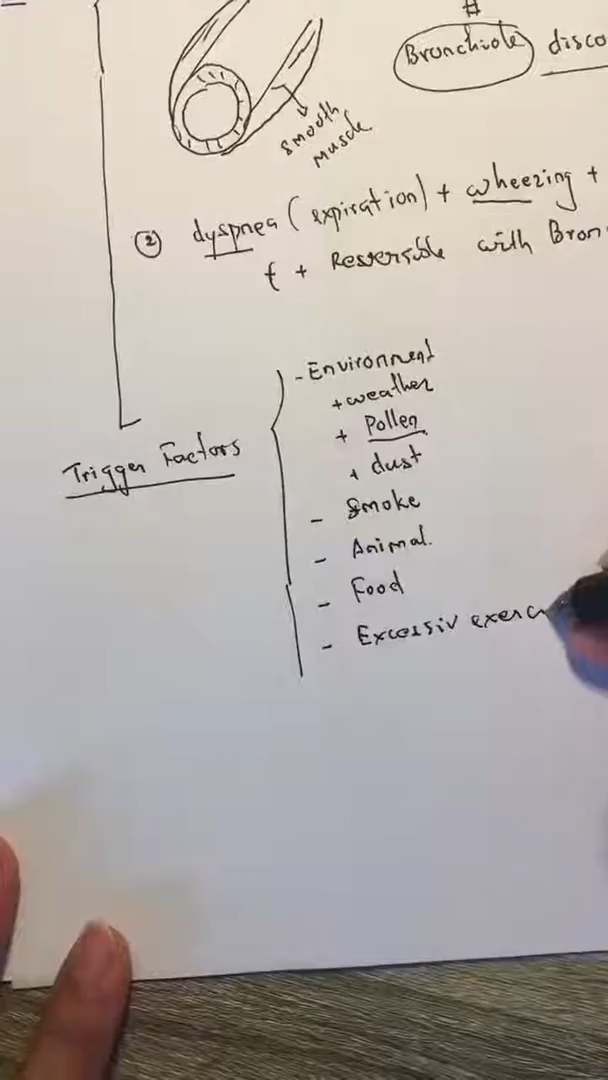 #
Bronchiole disco
smooth
muscle
② dyspnea (expiration) + wheezing +
+ Reversible with Bron
Trigger Factors
- Environment
+ weather
+ Pollen
+ dust
- Smoke
- Animal.
- Food
- Excessiv exerc